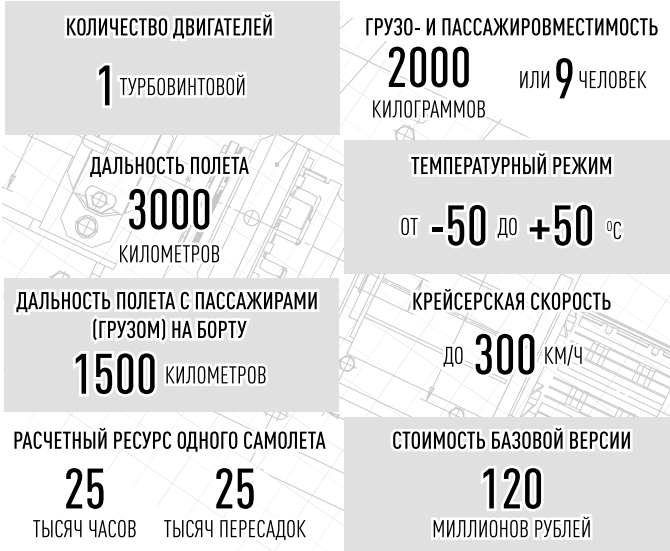 КОЛИЧЕСТВО ДВИГАТЕЛЕЙ
1 ТУРБОВИНТОВОЙ
ГРУЗО- И ПАССАЖИРОВМЕСТИМОСТЬ
2000 ИЛИ 9 ЧЕЛОВЕК
КИЛОГРАММОВ
ДАЛЬНОСТЬ ПОЛЕТА
3000
КИЛОМЕТРОВ
ТЕМПЕРАТУРНЫЙ РЕЖИМ
ОТ -50 ДО +50 °С
ДАЛЬНОСТЬ ПОЛЕТА С ПАССАЖИРАМИ
(ГРУЗОМ) НА БОРТУ
1500 КИЛОМЕТРОВ
КРЕЙСЕРСКАЯ СКОРОСТЬ
ДО 300 КМ/Ч
РАСЧЕТНЫЙ РЕСУРС ОДНОГО САМОЛЕТА
25 25
ТЫСЯЧ ЧАСОВ ТЫСЯЧ ПЕРЕСАДОК
СТОИМОСТЬ БАЗОВОЙ ВЕРСИИ
120
МИЛЛИОНОВ РУБЛЕЙ